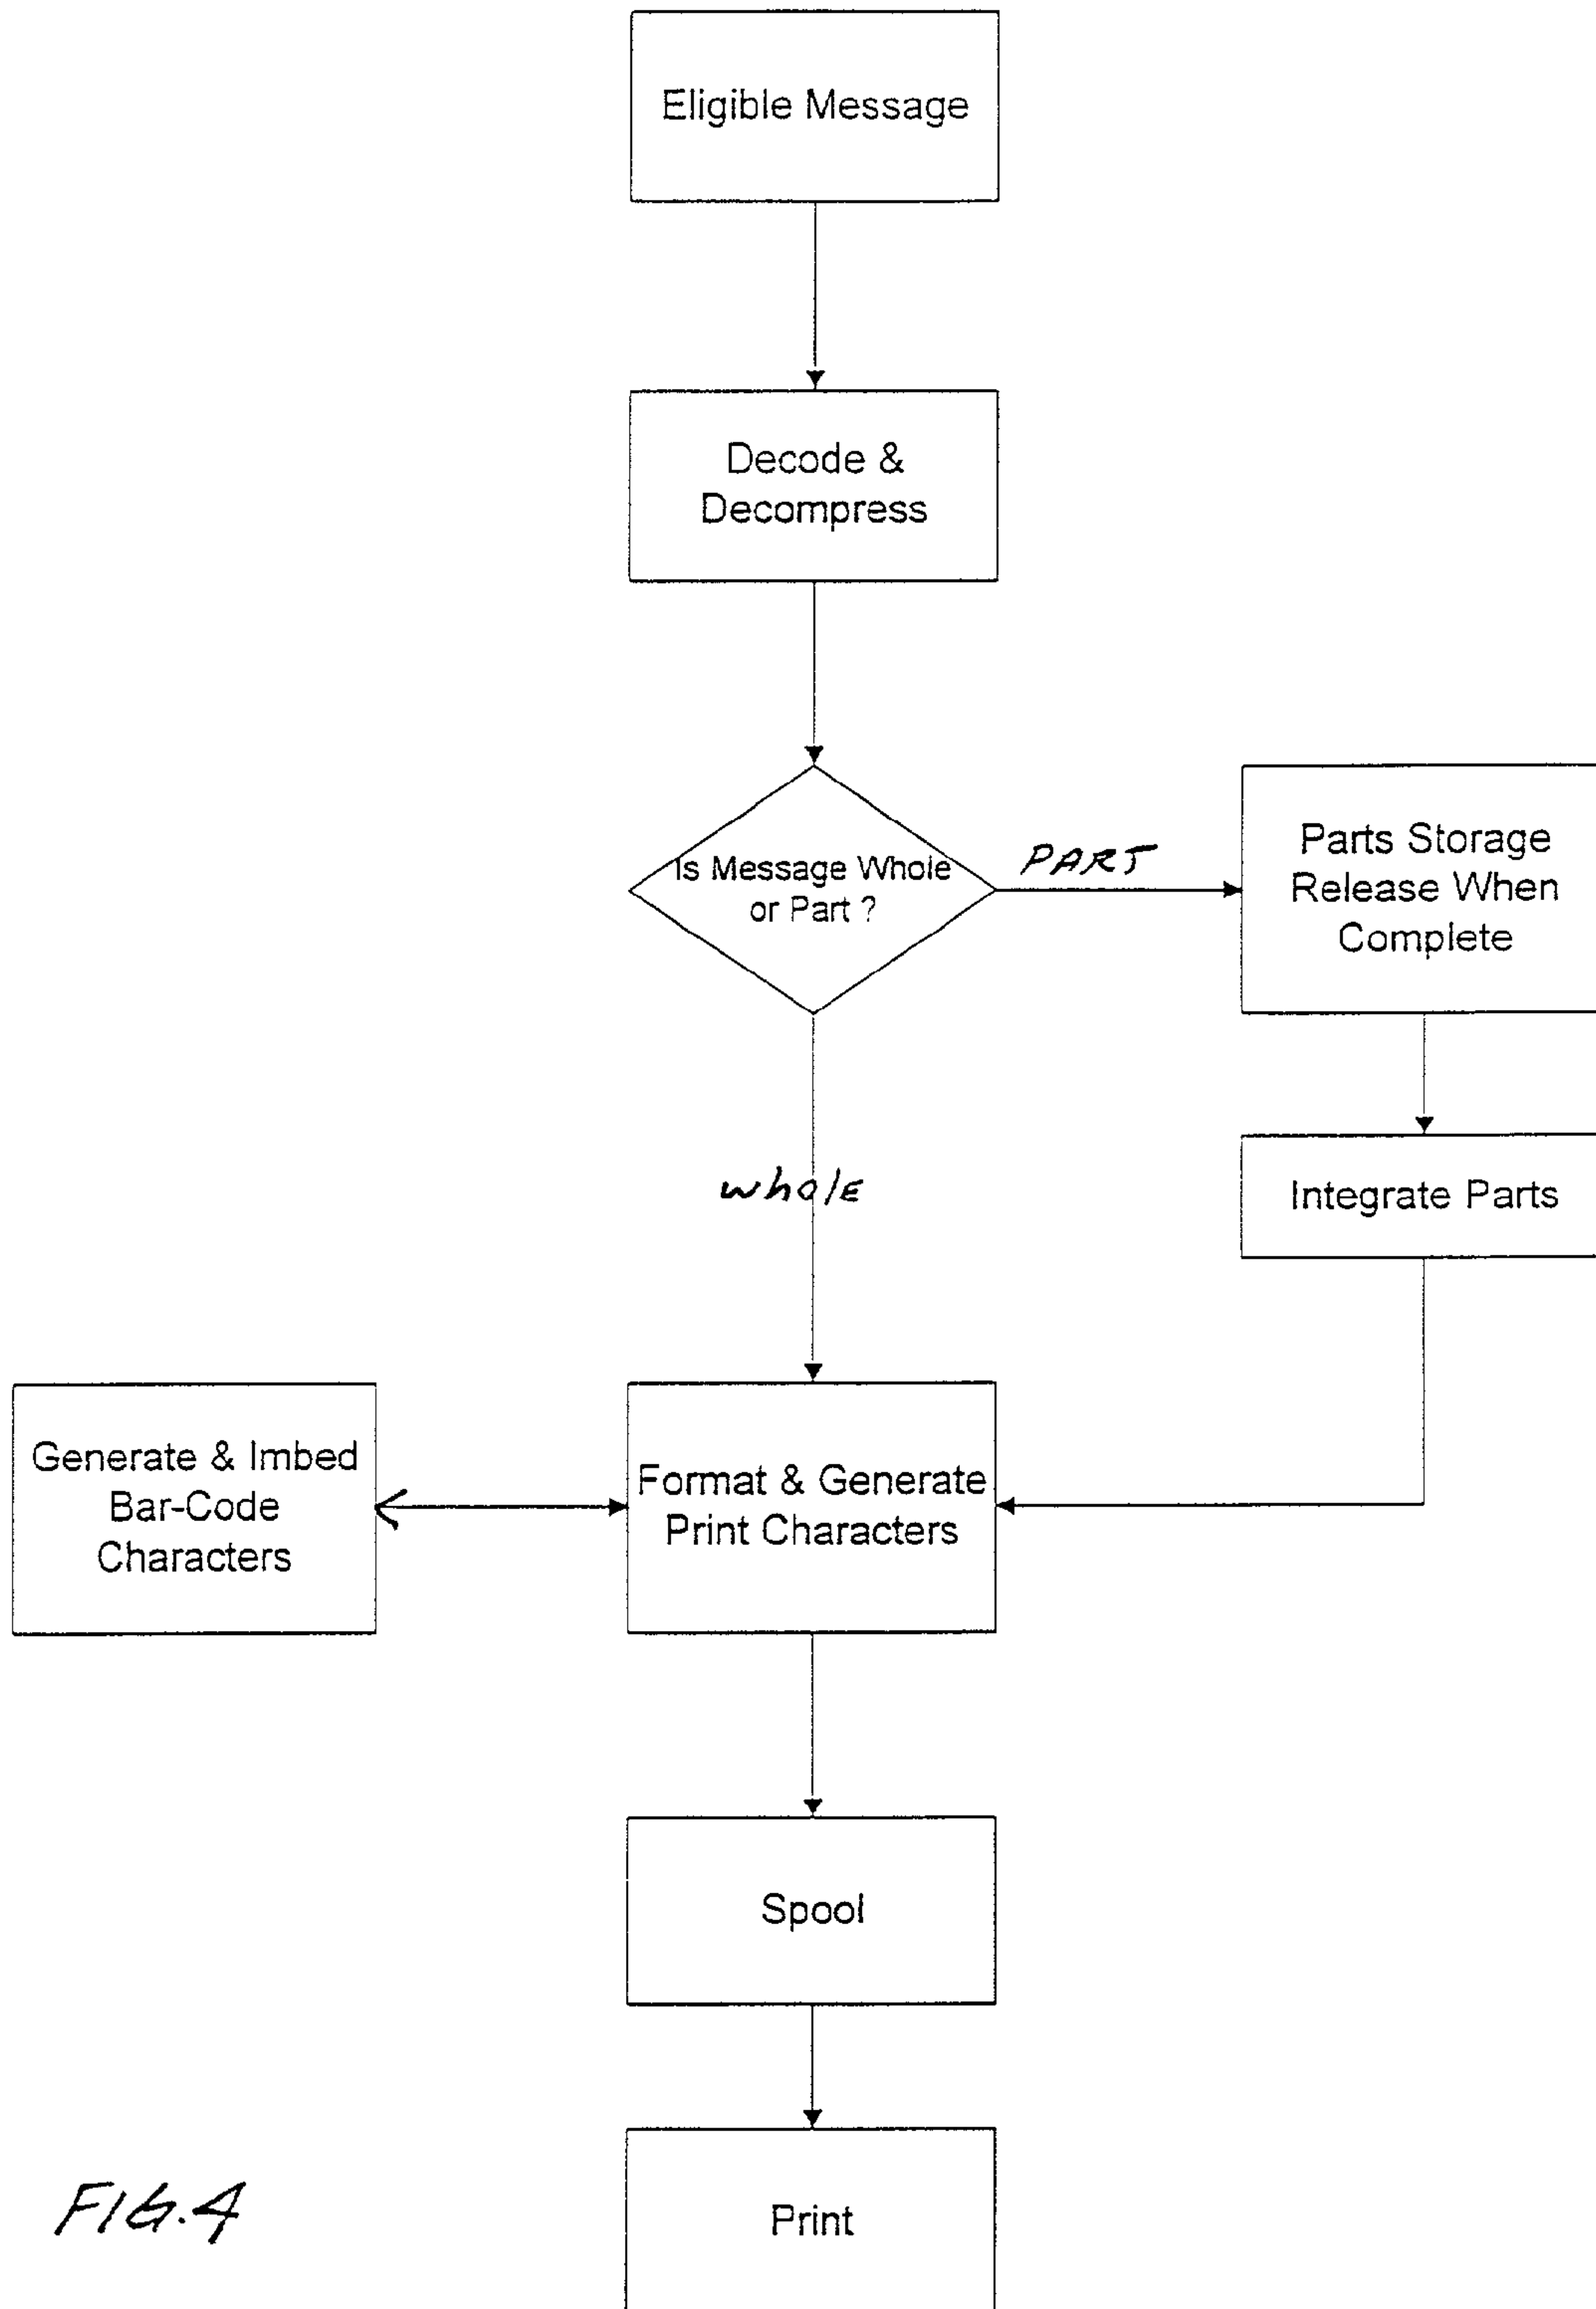 Eligible Message
Decode &
Decompress
Is Message Whole
or Part ?
PART
Parts Storage
Release When
Complete
whole
Integrate Parts
Generate & Imbed
Bar-Code
Characters
Format & Generate
Print Characters
Spool
Print
FIG.4